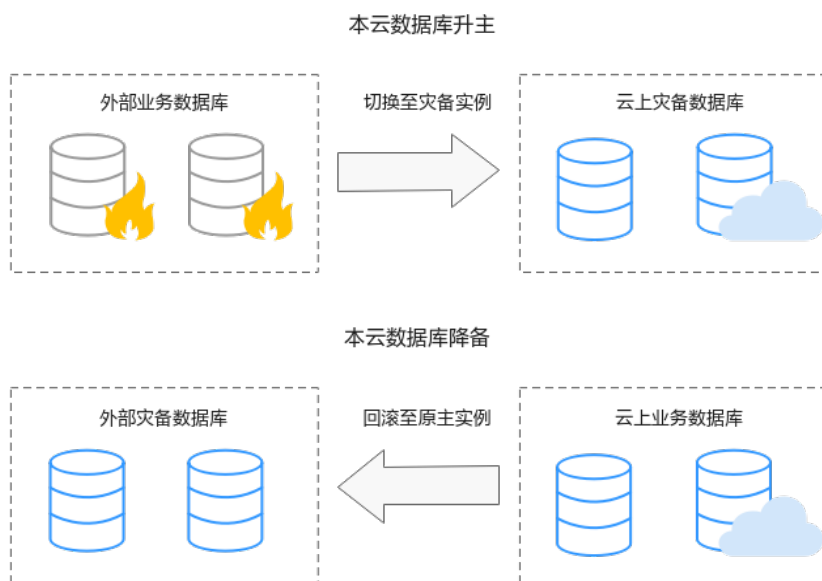 本云数据库升主
外部业务数据库
切换至灾备实例
云上灾备数据库
本云数据库降备
外部灾备数据库
回滚至原主实例
云上业务数据库